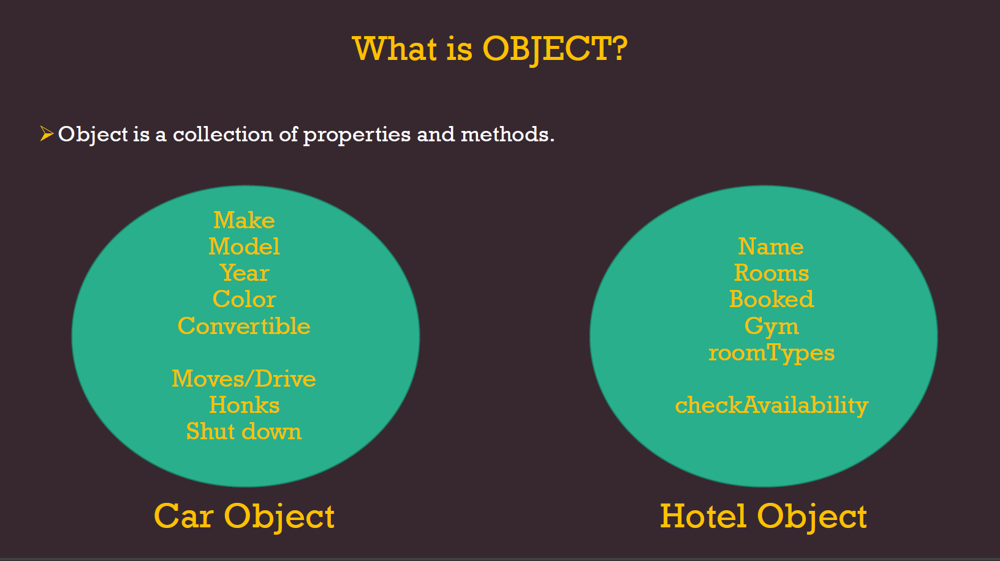 What is OBJECT?
Object is a collection of properties and methods.
Make
Model
Year
Color
Convertible
Moves/Drive
Honks
Shut down
Car Object
Name
Rooms
Booked
Gym
roomTypes
checkAvailability
Hotel Object